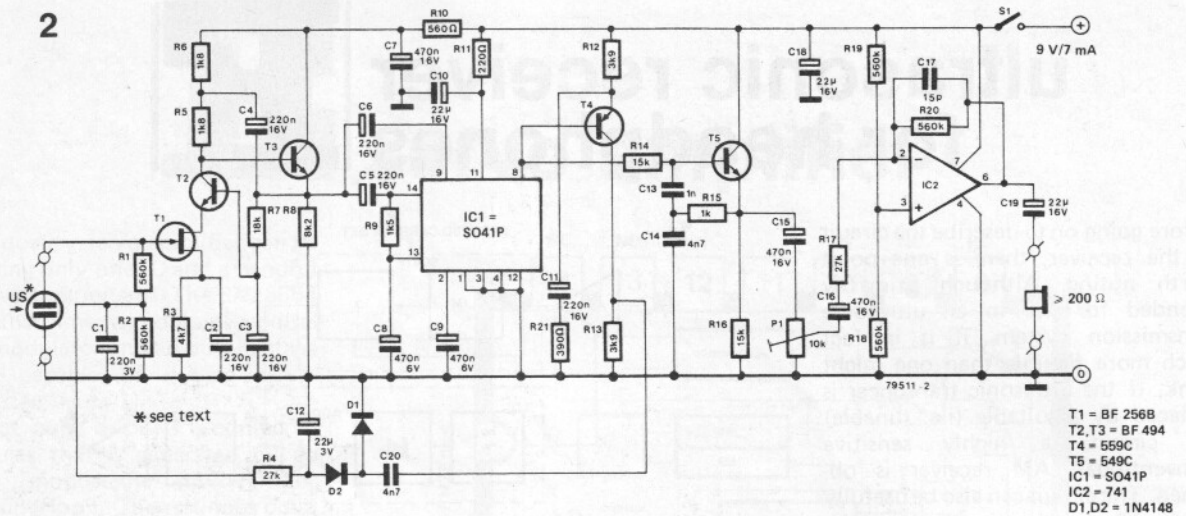 2
R6
1k8
R5
1k8
C4
220n
16V
T3
T2
T1
R7
18k
R8
8k2
US
*
R1
560k
R2
560k
C1
220n
3V
R3
4k7
C2
220n
16V
C3
220n
16V
R10
560Ω
C7
470n
16V
R11
220Ω
C10
22µ
16V
C6
220n
16V
C5
220n
16V
R9
1k5
14
13
9
11
8
IC1 =
SO41P
2
1
3
4
12
C8
470n
6V
C9
470n
6V
C11
220n
16V
R21
390Ω
R12
3k9
T4
R13
3k9
R14
15k
C13
1n
C14
4n7
R15
1k
T5
C15
470n
16V
R16
15k
P1
10k
R17
27k
C16
470n
16V
C18
22µ
16V
R19
560k
C17
15p
R20
560k
2
3
7
6
4
IC2
R18
560k
S1
+
9 V/7 mA
C19
22µ
16V
≥ 200 Ω
0
79511
* see text
C12
22µ
3V
D1
R4
27k
D2
C20
4n7
T1 = BF 256B
T2,T3 = BF 494
T4 = 559C
T5 = 549C
IC1 = SO41P
IC2 = 741
D1,D2 = 1N4148